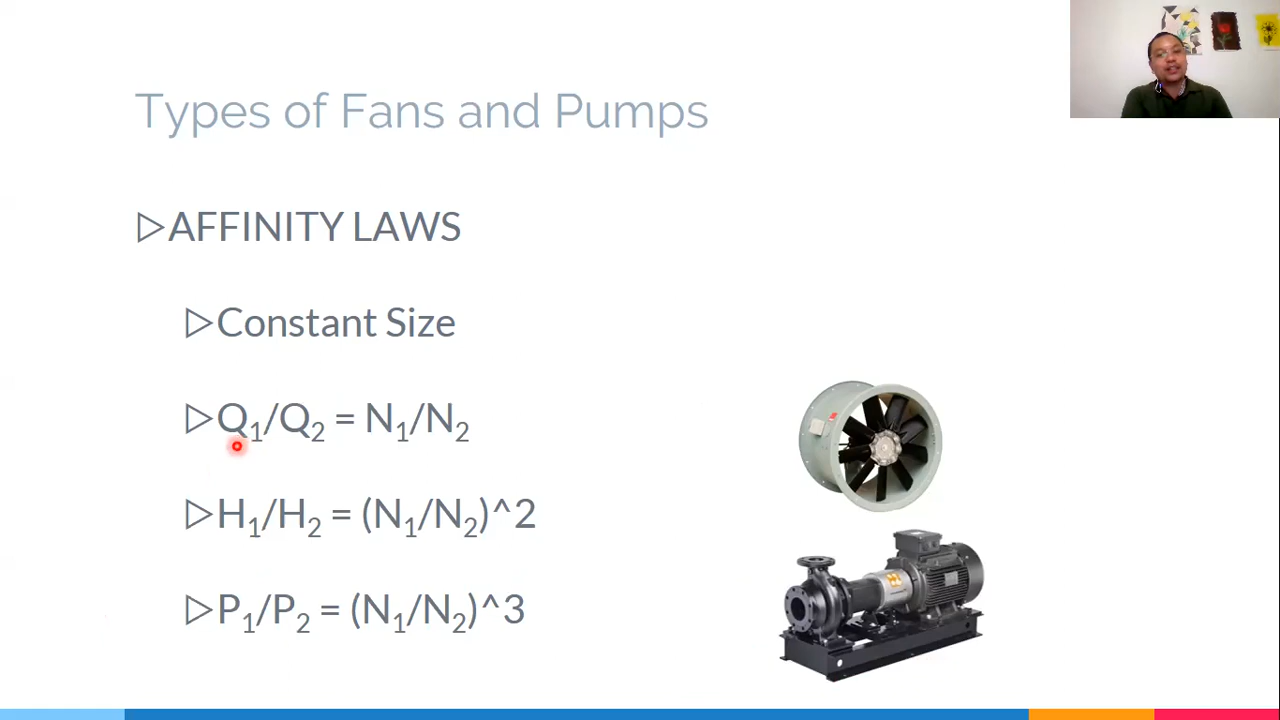 Types of Fans and Pumps
▷AFFINITY LAWS
▷Constant Size
▷Q₁/Q₂ = N₁/N₂
▷H₁/H₂ = (N₁/N₂)^2
▷P₁/P₂ = (N₁/N₂)^3